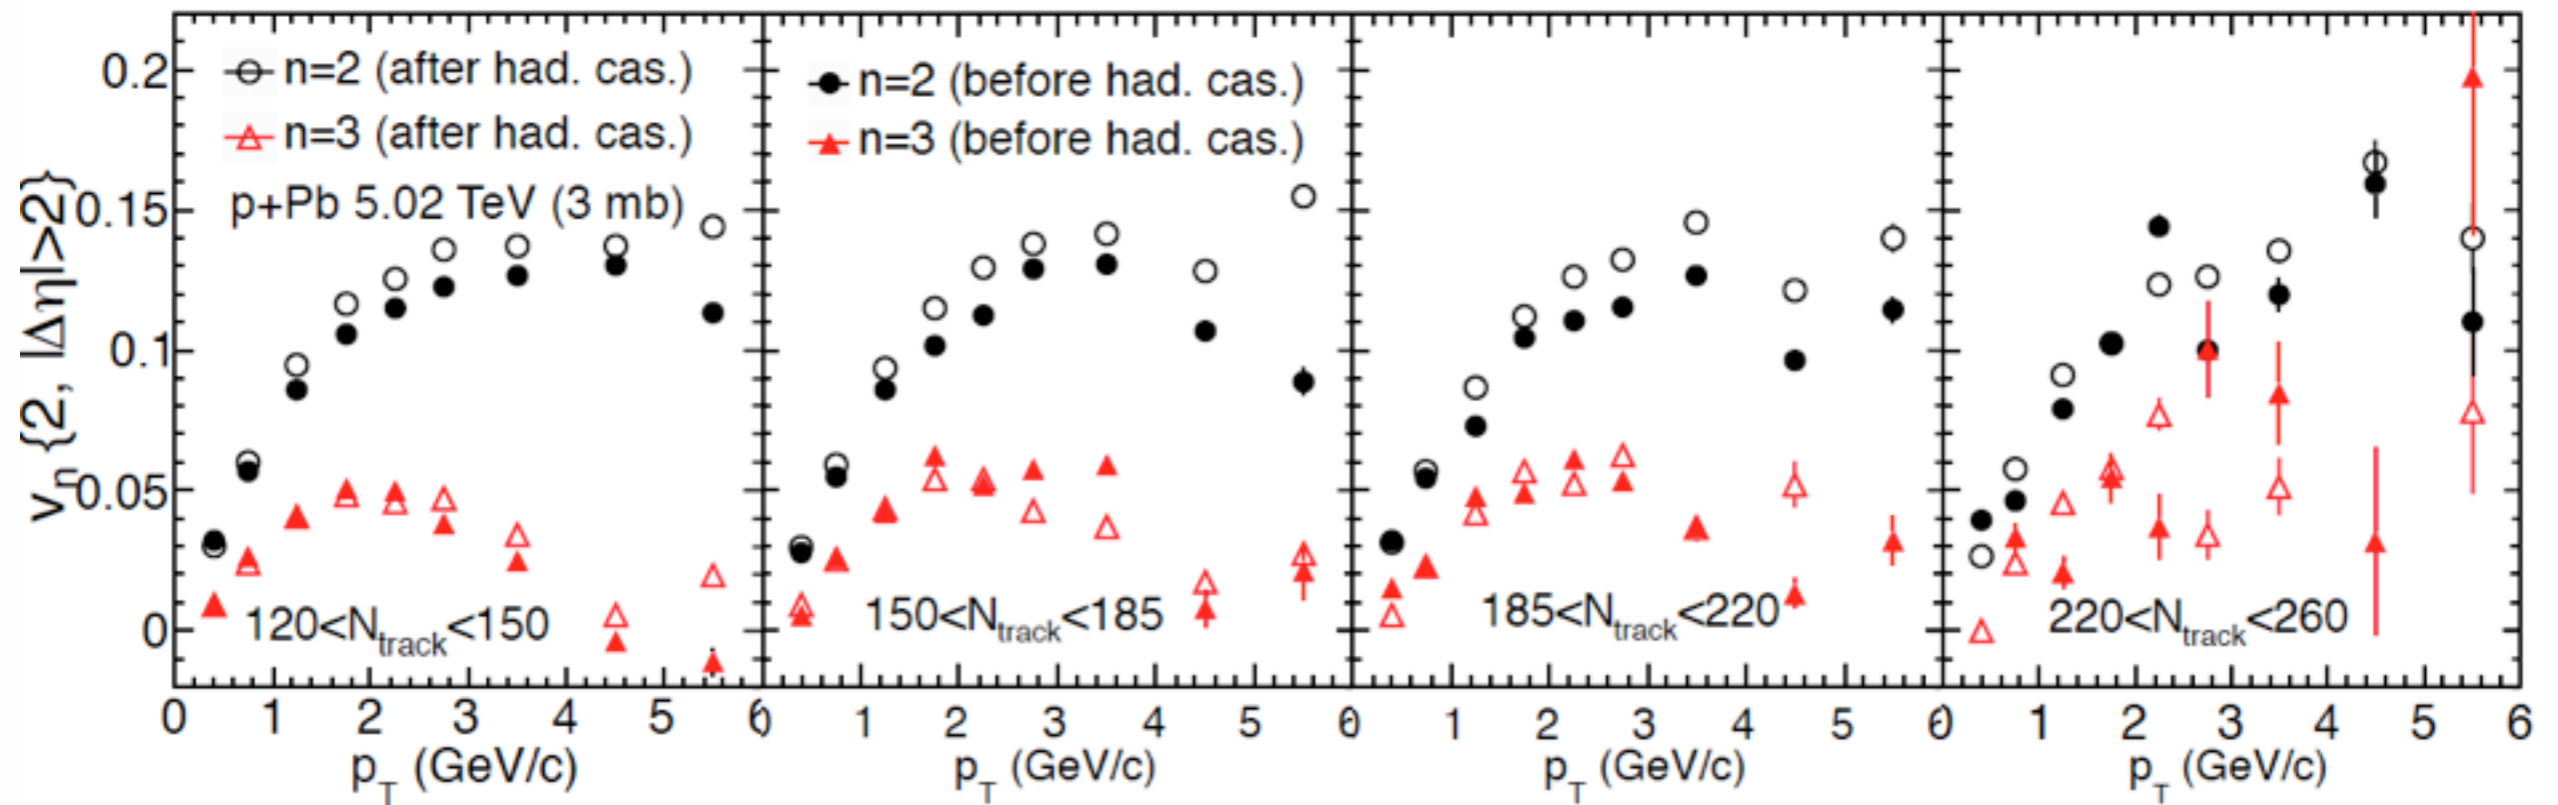 n=2 (after had. cas.)
n=3 (after had. cas.)
p+Pb 5.02 TeV (3 mb)
n=2 (before had. cas.)
n=3 (before had. cas.)
v_n{2, |Δη|>2}
0.2
0.15
0.1
0.05
0
120<N_track<150
150<N_track<185
185<N_track<220
220<N_track<260
0 1 2 3 4 5 0 1 2 3 4 5 0 1 2 3 4 5 0 1 2 3 4 5 6
p_T (GeV/c) p_T (GeV/c) p_T (GeV/c) p_T (GeV/c)